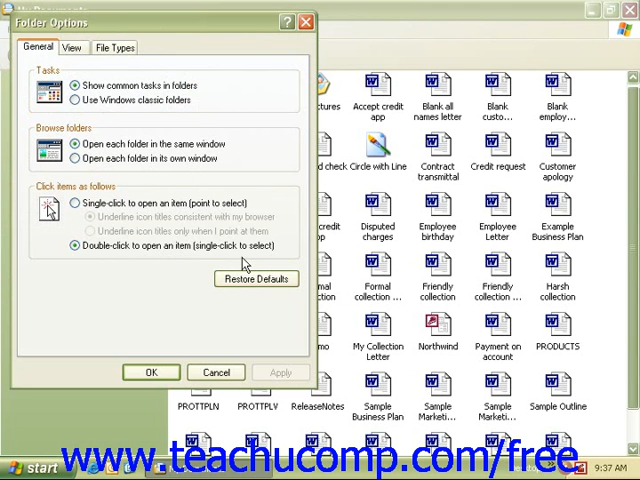 My Documents
Folder Options
General
View
File Types
Tasks
Show common tasks in folders
Use Windows classic folders
Browse folders
Open each folder in the same window
Open each folder in its own window
Click items as follows
Single-click to open an item (point to select)
Underline icon titles consistent with my browser
Underline icon titles only when I point at them
Double-click to open an item (single-click to select)
Restore Defaults
OK
Cancel
Apply
Accept credit app
Blank all names letter
Blank custo...
Blank employ...
check
Circle with Line
Contract transmittal
Credit request
Customer apology
Disputed charges
Employee birthday
Employee Letter
Example Business Plan
Formal collection ...
Friendly collection
Friendly collection ...
Harsh collection
My Collection Letter
Northwind
Payment on account
PRODUCTS
PROTTPLN
PROTTPLV
ReleaseNotes
Sample Business Plan
Sample Marketi...
Sample Marketi...
Sample Outline
www.teachucomp.com/free
start
9:37 AM